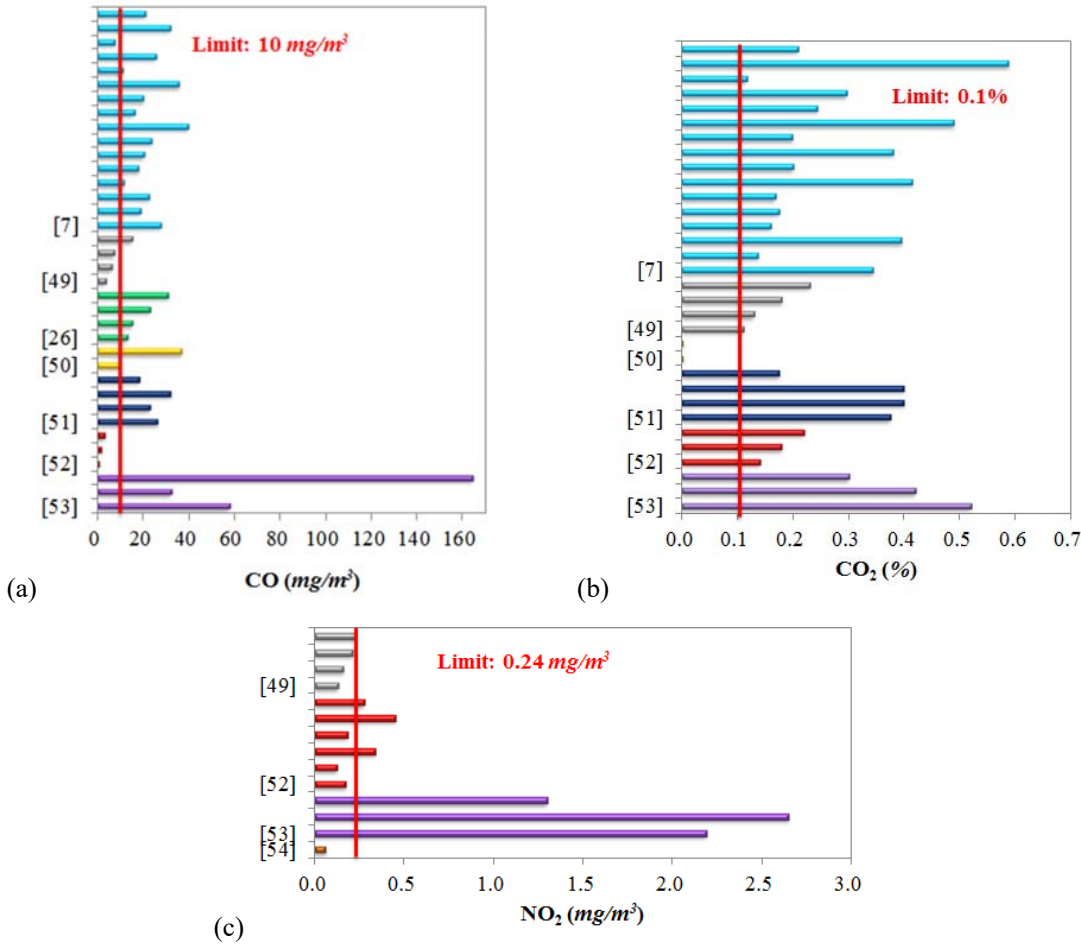 Limit: 10 mg/m³
[7]
[49]
[26]
[50]
[51]
[52]
[53]
0 20 40 60 80 100 120 140 160
CO (mg/m³)
(a)
Limit: 0.1%
[7]
[49]
[50]
[51]
[52]
[53]
0.0 0.1 0.2 0.3 0.4 0.5 0.6 0.7
CO₂ (%)
(b)
Limit: 0.24 mg/m³
[49]
[52]
[53]
[54]
0.0 0.5 1.0 1.5 2.0 2.5 3.0
NO₂ (mg/m³)
(c)